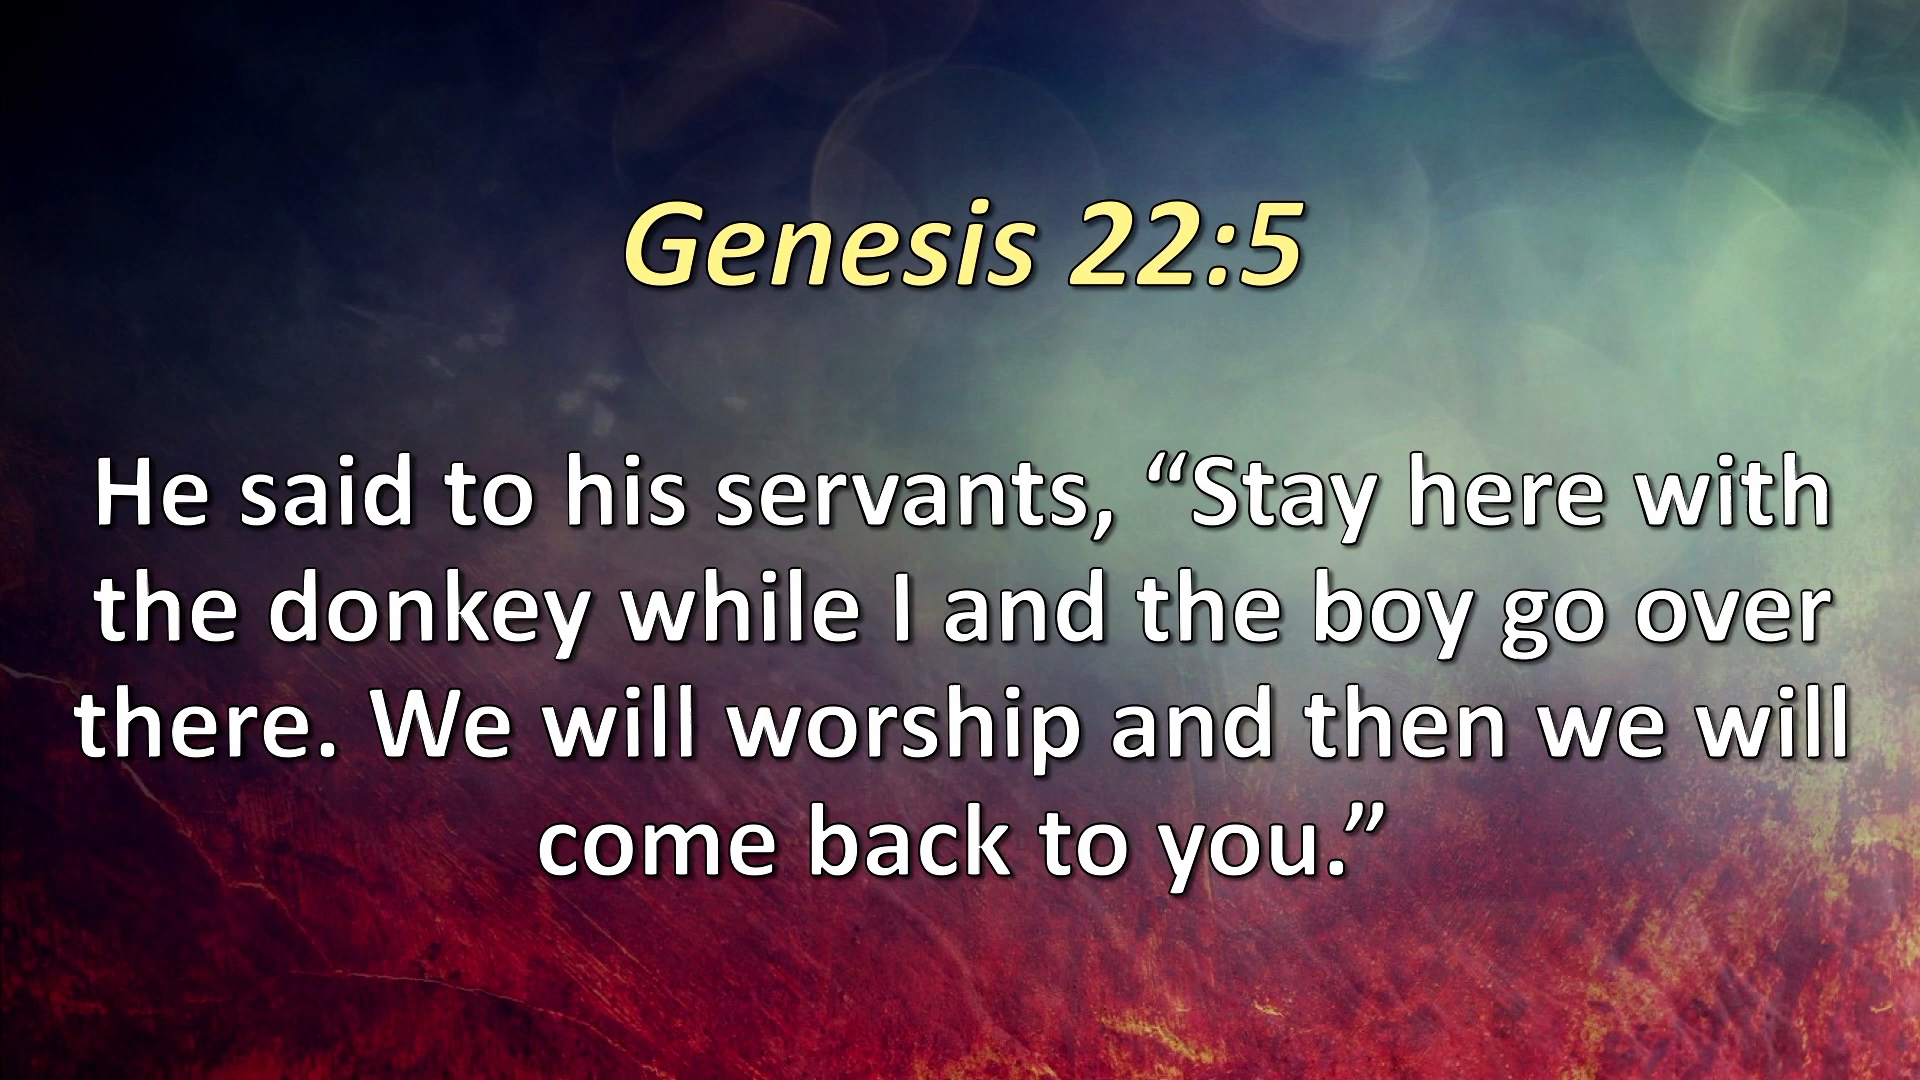 Genesis 22:5
He said to his servants, “Stay here with
the donkey while I and the boy go over
there. We will worship and then we will
come back to you.”